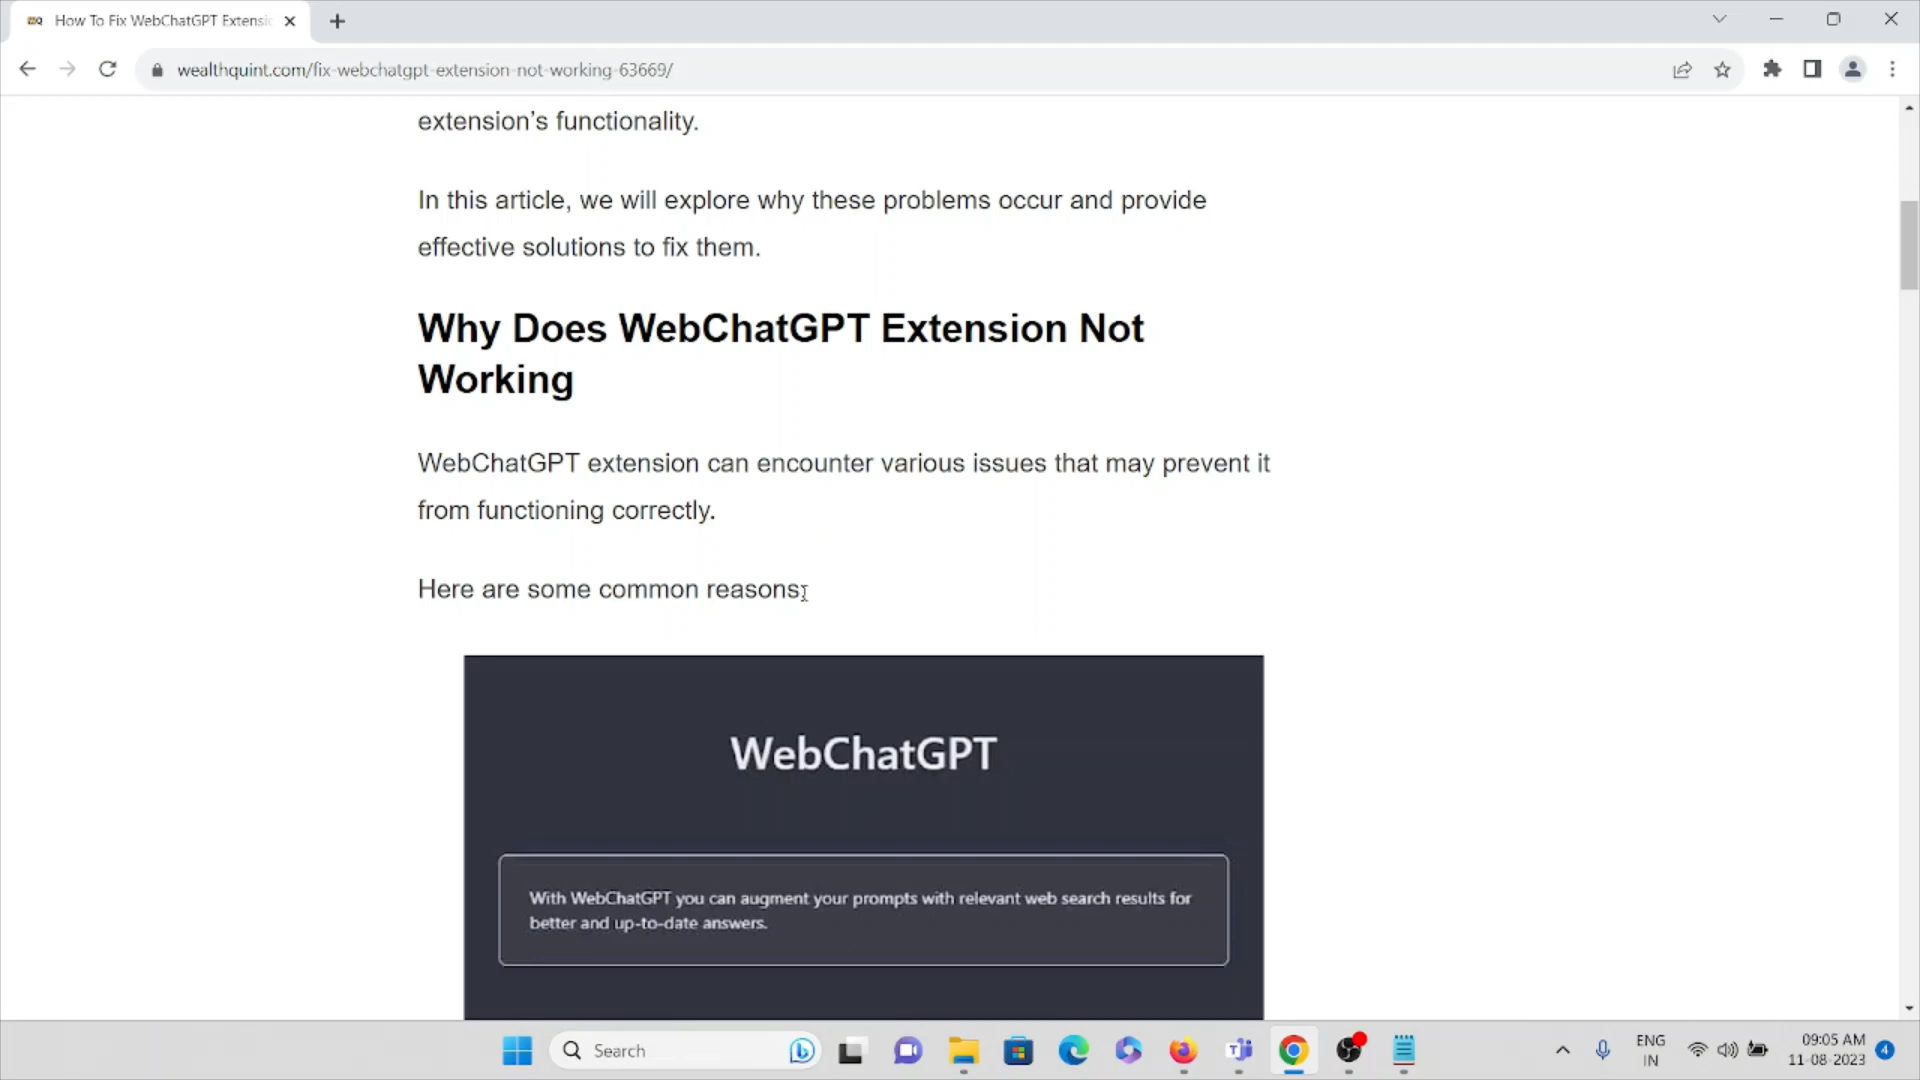 How To Fix WebChatGPT Extensi
wealthquint.com/fix-webchatgpt-extension-not-working-63669/
extension's functionality.
In this article, we will explore why these problems occur and provide
effective solutions to fix them.
Why Does WebChatGPT Extension Not
Working
WebChatGPT extension can encounter various issues that may prevent it
from functioning correctly.
Here are some common reasons:
WebChatGPT
With WebChatGPT you can augment your prompts with relevant web search results for
better and up-to-date answers.
Search
ENG
IN
09:05 AM
11-08-2023
4